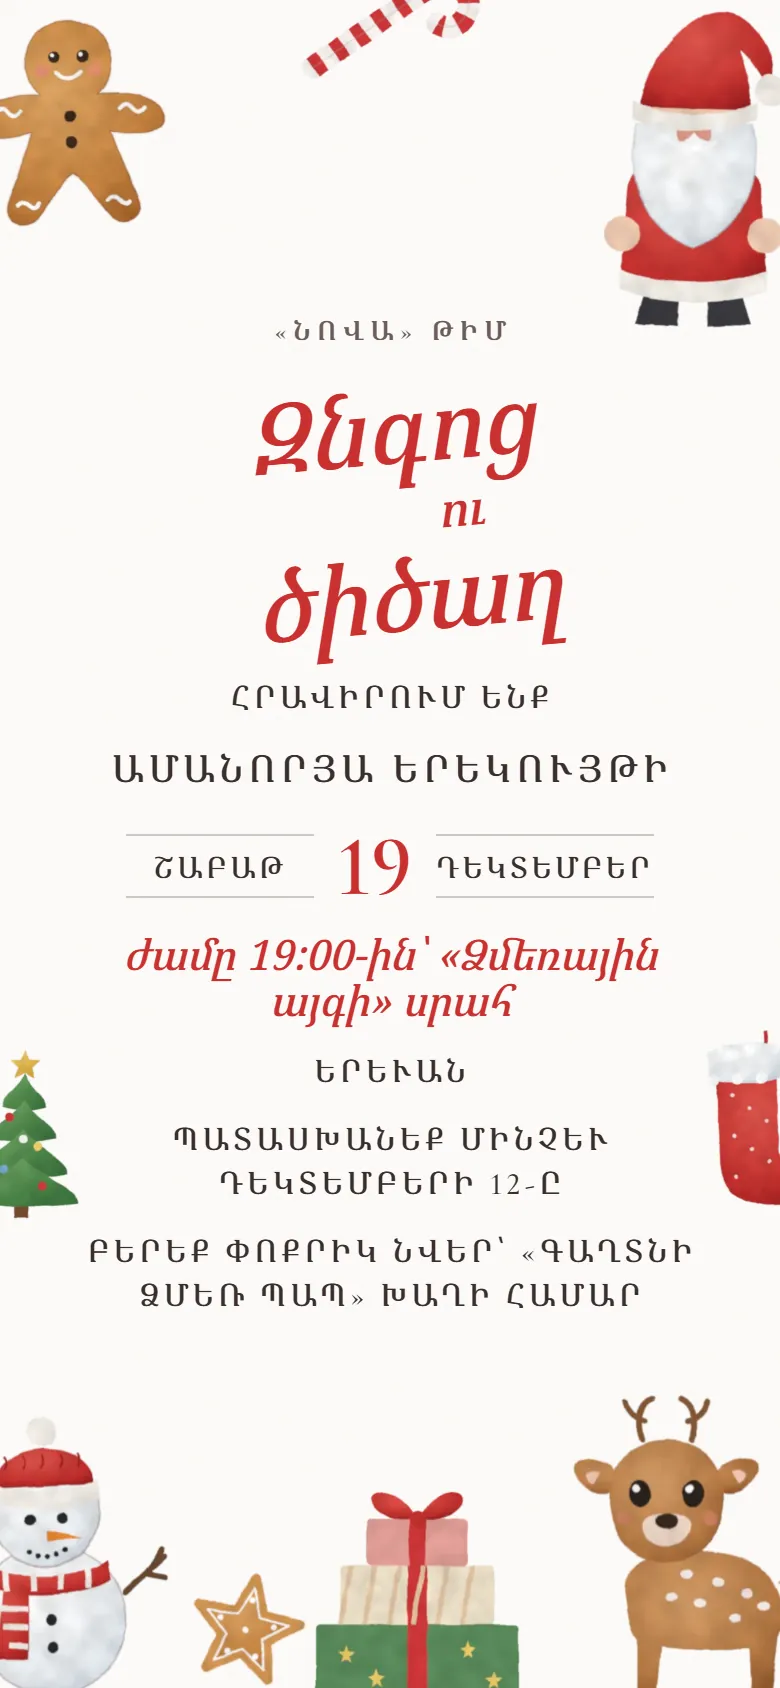 «ՆՈՎԱ» ԹԻՄ
Զնգոց
ու
ծիծաղ
ՀՐԱՎԻՐՈՒՄ ԵՆՔ
ԱՄԱՆՈՐՅԱ ԵՐԵԿՈՒՅԹԻ
ՇԱԲԱԹ 19 ԴԵԿՏԵՄԲԵՐ
ժամը 19:00-ին՝ «Ձմեռային
այգի» սրահ
ԵՐԵՒԱՆ
ՊԱՏԱՍԽԱՆԵՔ ՄԻՆՉԵՒ
ԴԵԿՏԵՄԲԵՐԻ 12-Ը
ԲԵՐԵՔ ՓՈՔՐԻԿ ՆՎԵՐ՝ «ԳԱՂՏՆԻ
ՁՄԵՌ ՊԱՊ» ԽԱՂԻ ՀԱՄԱՐ